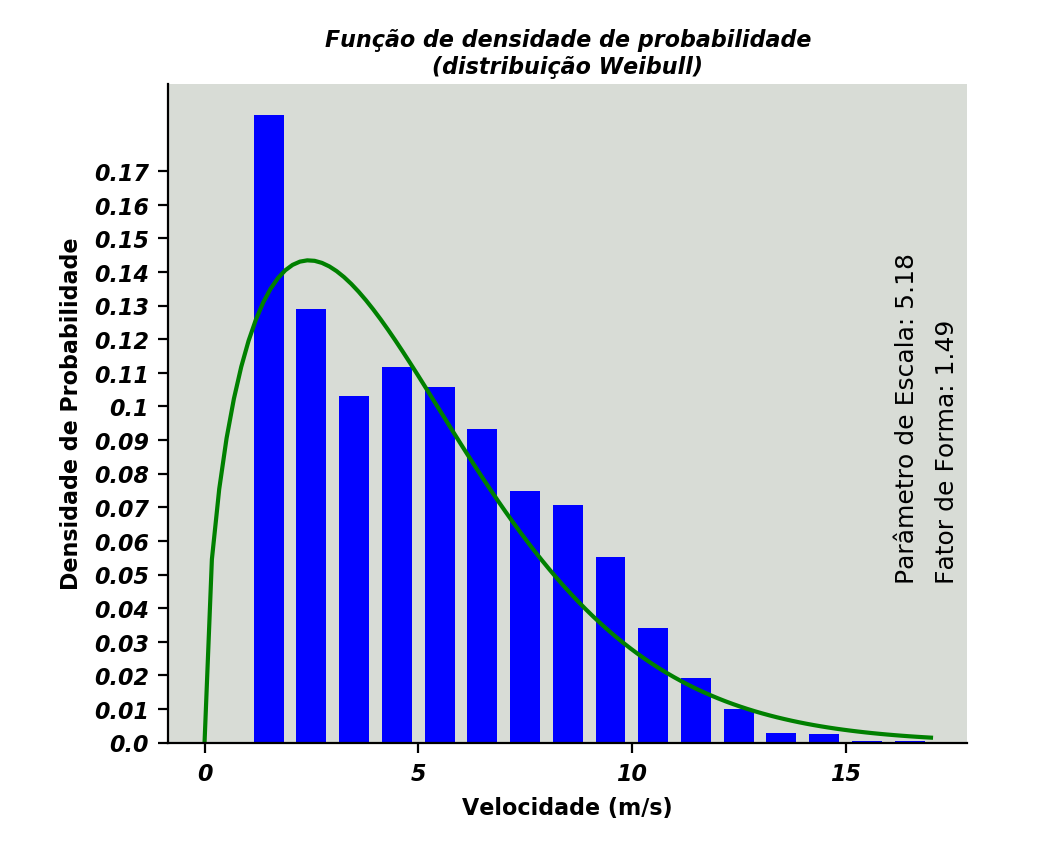 Função de densidade de probabilidade
(distribuição Weibull)
Densidade de Probabilidade
0.17
0.16
0.15
0.14
0.13
0.12
0.11
0.1
0.09
0.08
0.07
0.06
0.05
0.04
0.03
0.02
0.01
0.0
Parâmetro de Escala: 5.18
Fator de Forma: 1.49
0 5 10 15
Velocidade (m/s)